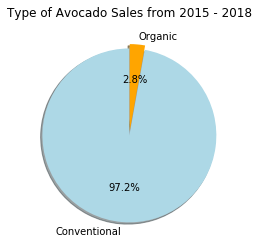 Type of Avocado Sales from 2015 - 2018
Organic
2.8%
97.2%
Conventional